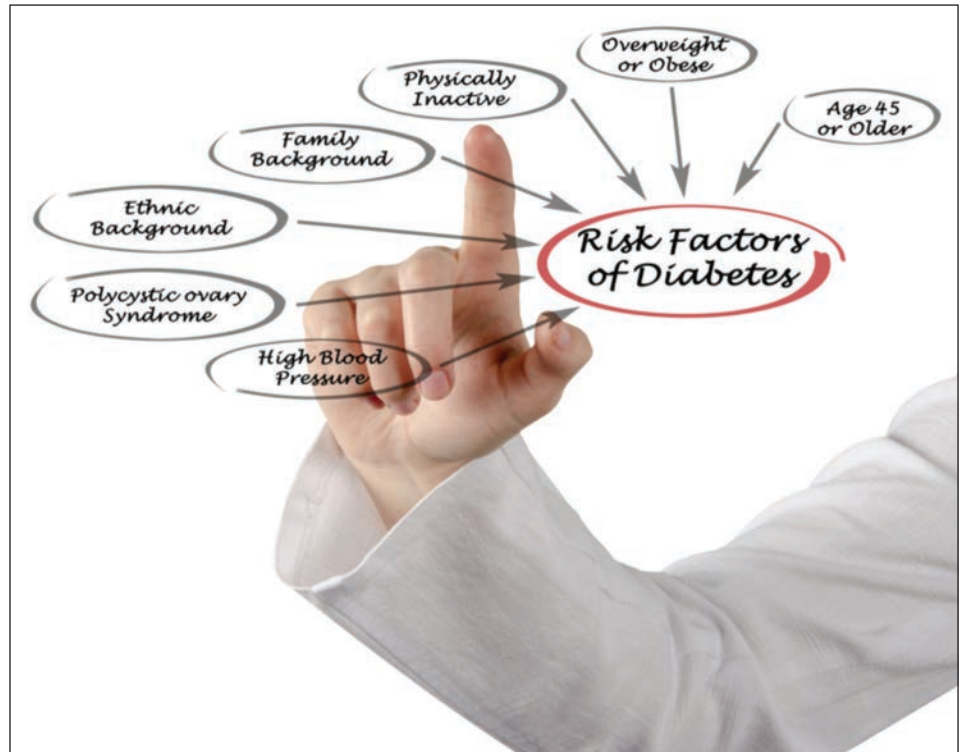 Overweight
or Obese
Physically
Inactive
Age 45
or Older
Family
Background
Ethnic
Background
Risk Factors
of Diabetes
Polycystic ovary
Syndrome
High Blood
Pressure